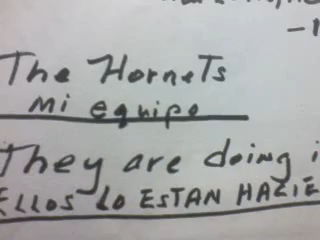 The Hornets
mi equipo
They are doing
ELLOS LO ESTAN